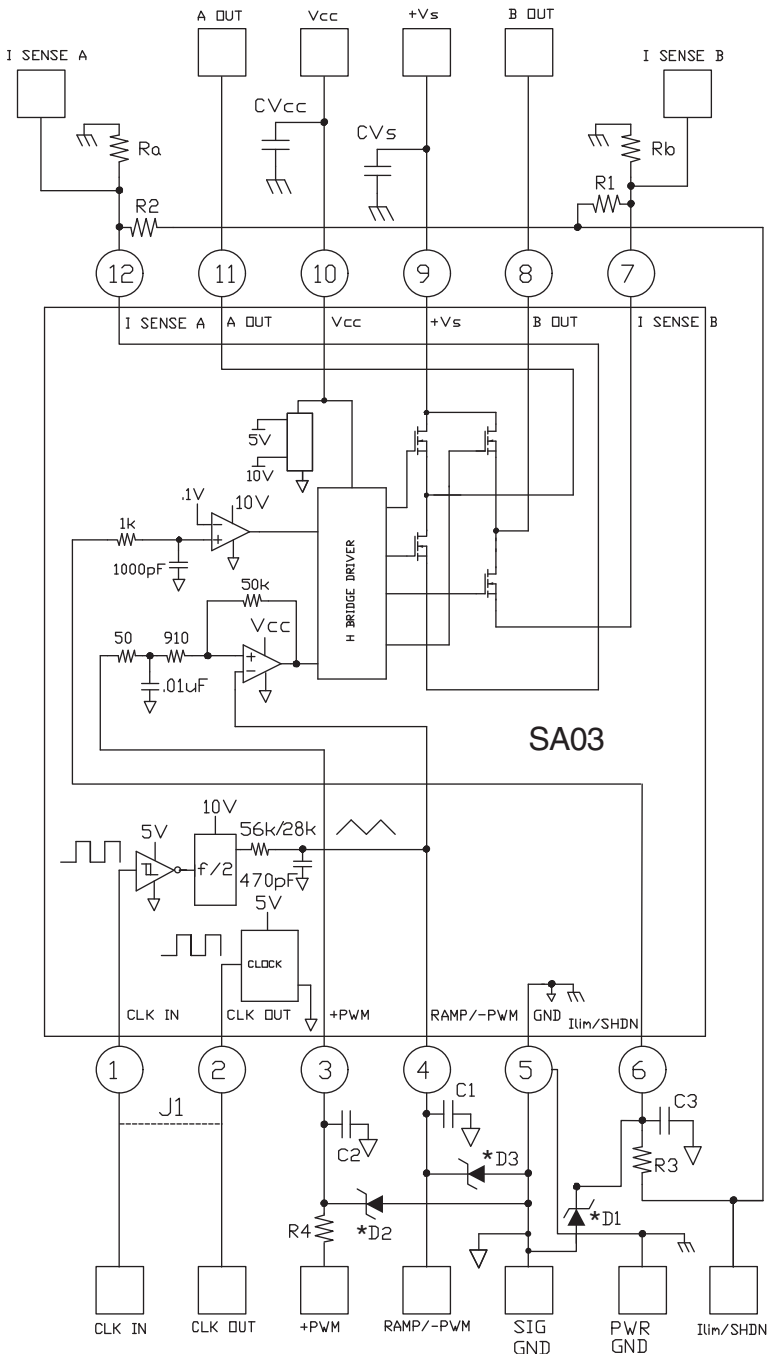 A OUT
Vcc
+Vs
B OUT
I SENSE A
I SENSE B
CVcc
CVs
Ra
Rb
R1
R2
12
11
10
9
8
7
I SENSE A
A OUT
Vcc
+Vs
B OUT
I SENSE B
5V
10V
.1V
10V
1k
1000pF
50k
H BRIDGE DRIVER
Vcc
50
910
.01uF
SA03
10V
5V
56k/28k
f/2
470pF
5V
CLOCK
CLK IN
CLK OUT
+PWM
RAMP/-PWM
GND
Ilim/SHDN
1
2
3
4
5
6
J1
C1
C2
C3
*D3
R3
R4
*D2
*D1
CLK IN
CLK OUT
+PWM
RAMP/-PWM
SIG
GND
PWR
GND
Ilim/SHDN